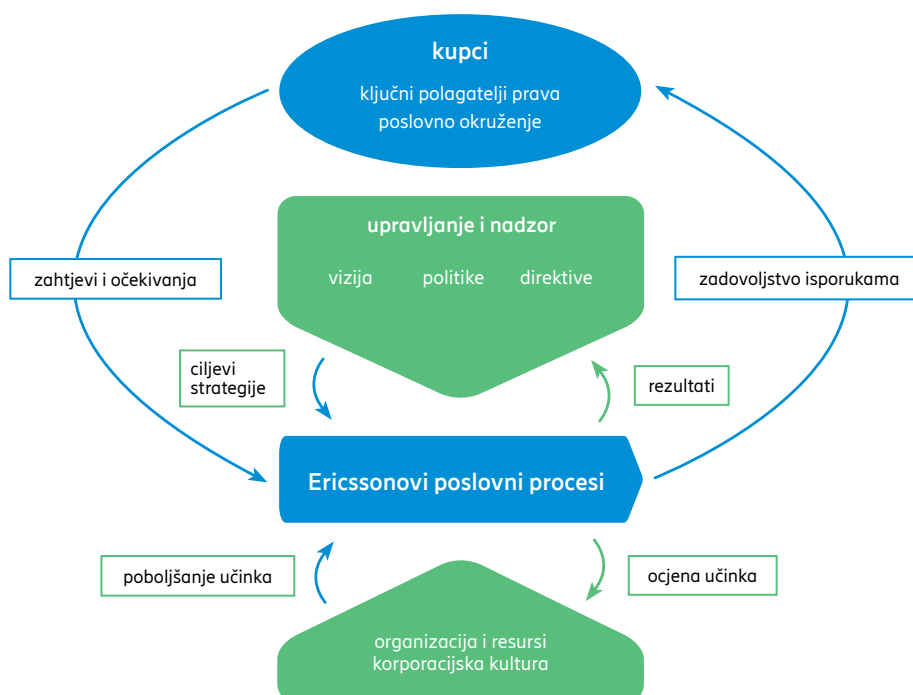 kupci
ključni polagatelji prava
poslovno okruženje
upravljanje i nadzor
vizija politike direktive
zahtjevi i očekivanja
zadovoljstvo isporukama
ciljevi
strategije
rezultati
Ericssonovi poslovni procesi
poboljšanje učinka
ocjena učinka
organizacija i resursi
korporacijska kultura